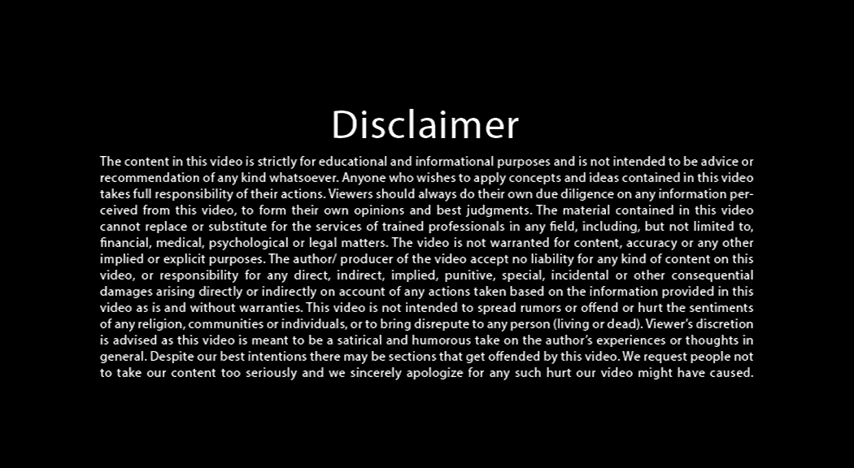 Disclaimer
The content in this video is strictly for educational and informational purposes and is not intended to be advice or
recommendation of any kind whatsoever. Anyone who wishes to apply concepts and ideas contained in this video
takes full responsibility of their actions. Viewers should always do their own due diligence on any information per-
ceived from this video, to form their own opinions and best judgments. The material contained in this video
cannot replace or substitute for the services of trained professionals in any field, including, but not limited to,
financial, medical, psychological or legal matters. The video is not warranted for content, accuracy or any other
implied or explicit purposes. The author/ producer of the video accept no liability for any kind of content on this
video, or responsibility for any direct, indirect, implied, punitive, special, incidental or other consequential
damages arising directly or indirectly on account of any actions taken based on the information provided in this
video as is and without warranties. This video is not intended to spread rumors or offend or hurt the sentiments
of any religion, communities or individuals, or to bring disrepute to any person (living or dead). Viewer's discretion
is advised as this video is meant to be a satirical and humorous take on the author's experiences or thoughts in
general. Despite our best intentions there may be sections that get offended by this video. We request people not
to take our content too seriously and we sincerely apologize for any such hurt our video might have caused.